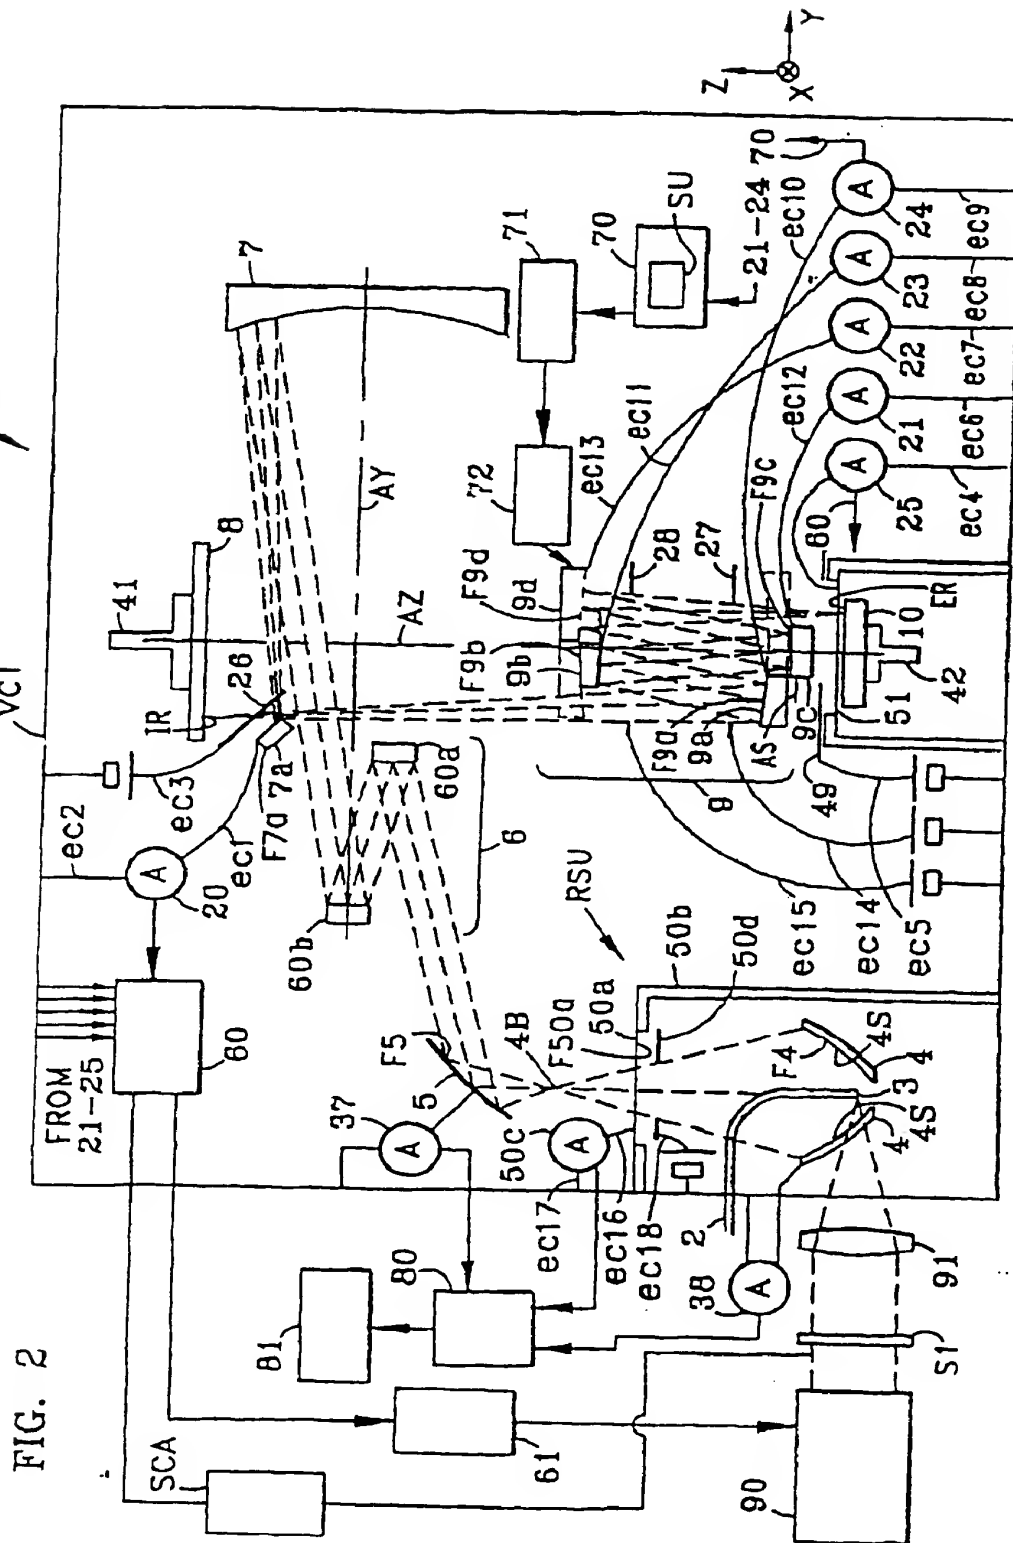 FIG. 2
VC1
Z
Y
X
41
8
IR
26
ec2
ec3
ec1
A
20
F7a
7a
7
AY
AZ
FROM
21-25
60
60b
60a
6
71
70
SU
21-24
72
ec13
ec11
ec10
70
A
24
ec9
A
23
ec8
A
22
ec7
A
21
ec6
A
25
ec4
ec12
60
F9d
9d
F9b
9b
28
27
F9c
F9a
9a
AS
9c
9
ER
10
42
51
49
ec15
ec14
ec5
RSU
50b
50d
50a
F50a
4B
F5
5
37
A
50c
A
ec17
ec16
ec18
F4
4S
4
3
4
4S
2
38
A
80
81
91
S1
61
SCA
90